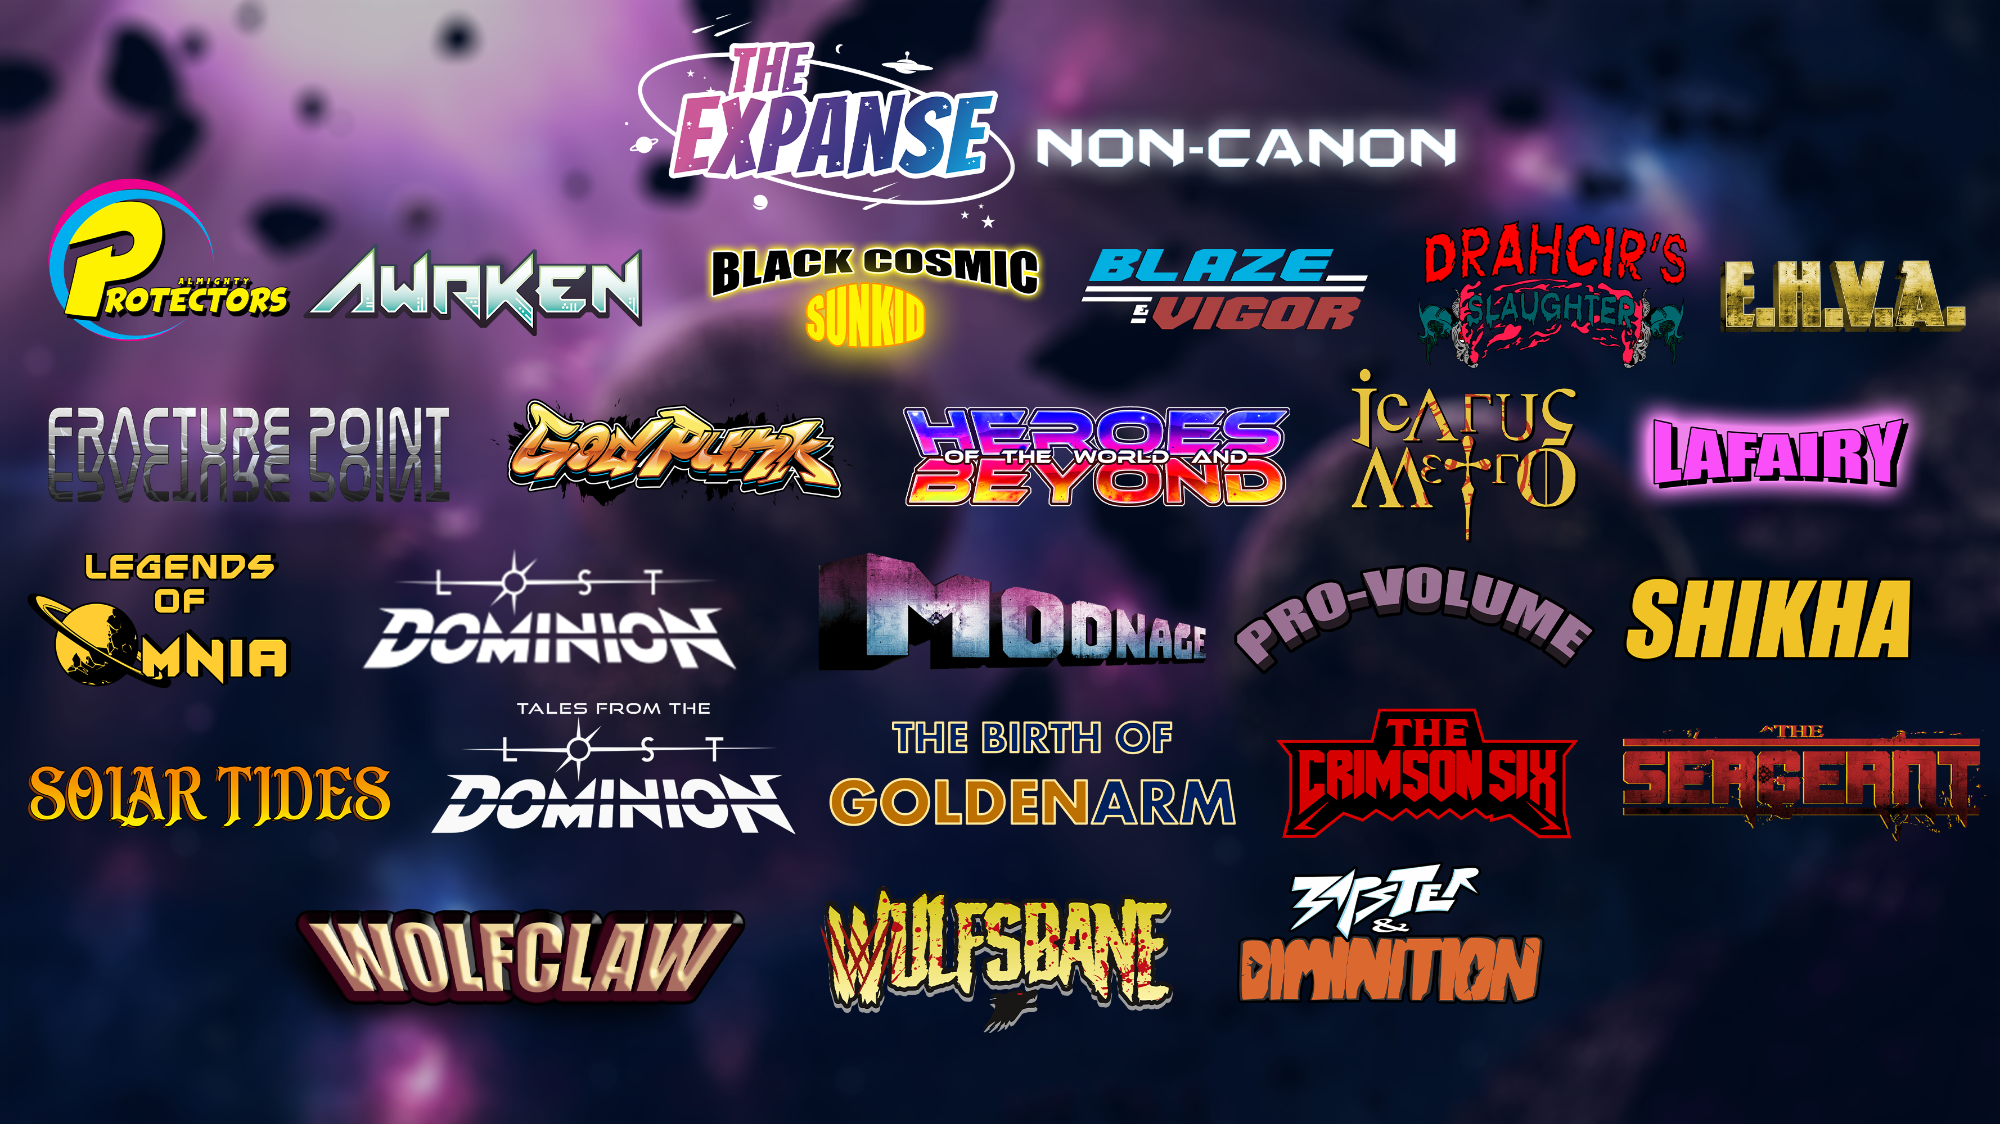 THE
EXPANSE
NON-CANON
ALMIGHTY
PROTECTORS
AWAKEN
BLACK COSMIC
SUNKID
BLAZE
& VIGOR
DRAHCIR'S
SLAUGHTER
E.H.V.A.
FRACTURE POINT
GodPunk
HEROES
OF THE WORLD AND
BEYOND
icarus
Metro
LAFAIRY
LEGENDS
OF
OMNIA
LOST
DOMINION
MOONAGE
PRO-VOLUME
SHIKHA
SOLAR TIDES
TALES FROM THE
LOST
DOMINION
THE BIRTH OF
GOLDENARM
THE
CRIMSON SIX
THE
SERGEANT
WOLFCLAW
WULFSBANE
ZAPSTER
&
DIMINITION